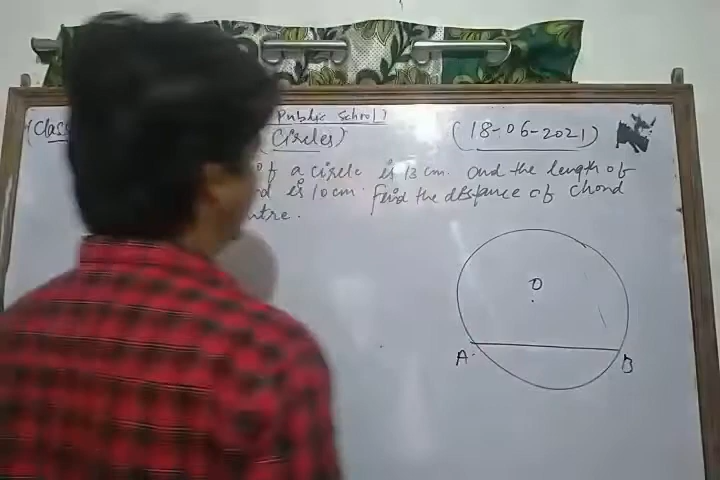 (Class Public School)
(Circles) (18-06-2021)
of a circle is 13 cm. and the length of
is 10 cm. find the distance of chord
ntre.
O
A B